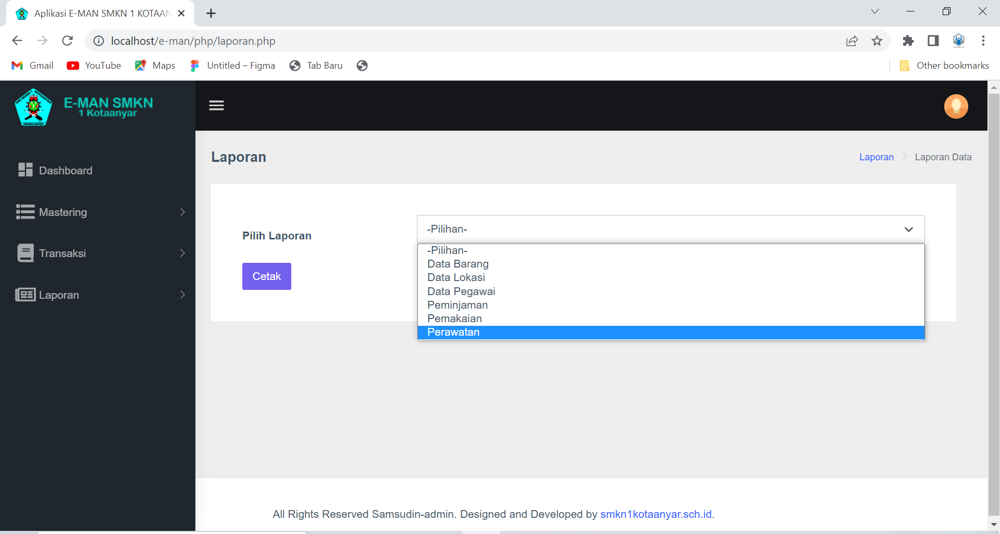 Aplikasi E-MAN SMKN 1 KOTAAN
localhost/e-man/php/laporan.php
Gmail YouTube Maps Untitled – Figma Tab Baru Other bookmarks
E-MAN SMKN
1 Kotaanyar
PROBOLINGGO
Laporan
Laporan Laporan Data
Dashboard
Mastering
Transaksi
Laporan
Pilih Laporan
-Pilihan-
-Pilihan-
Data Barang
Data Lokasi
Data Pegawai
Peminjaman
Pemakaian
Perawatan
Cetak
All Rights Reserved Samsudin-admin. Designed and Developed by smkn1kotaanyar.sch.id.